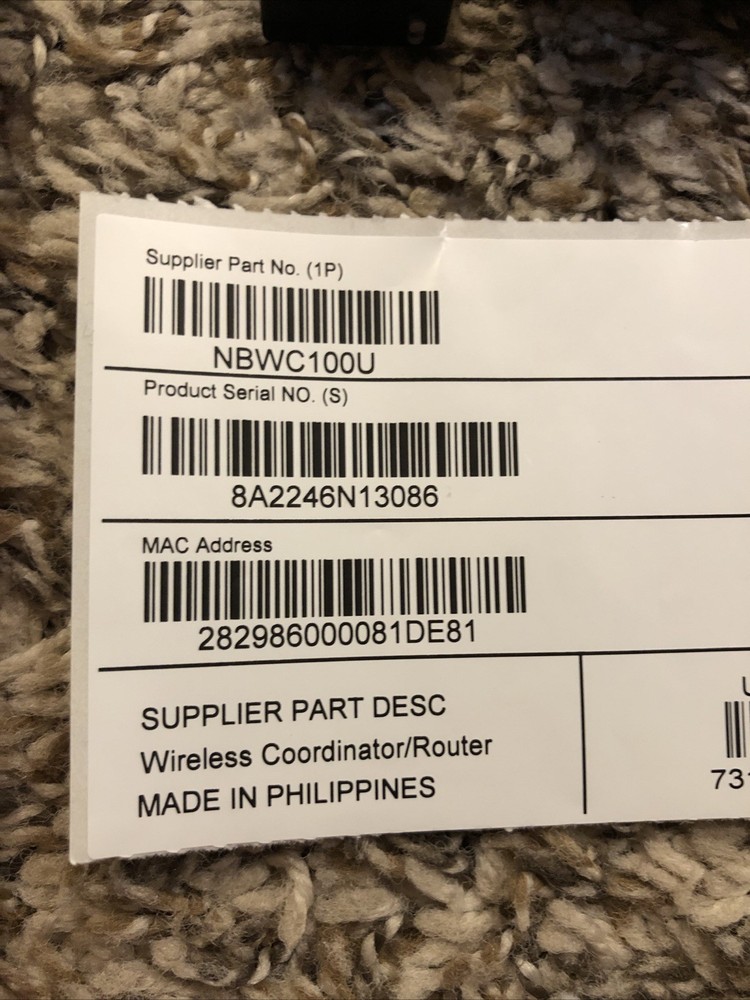 Supplier Part No. (1P)
NBWC100U
Product Serial NO. (S)
8A2246N13086
MAC Address
282986000081DE81
SUPPLIER PART DESC
Wireless Coordinator/Router
MADE IN PHILIPPINES
U
73